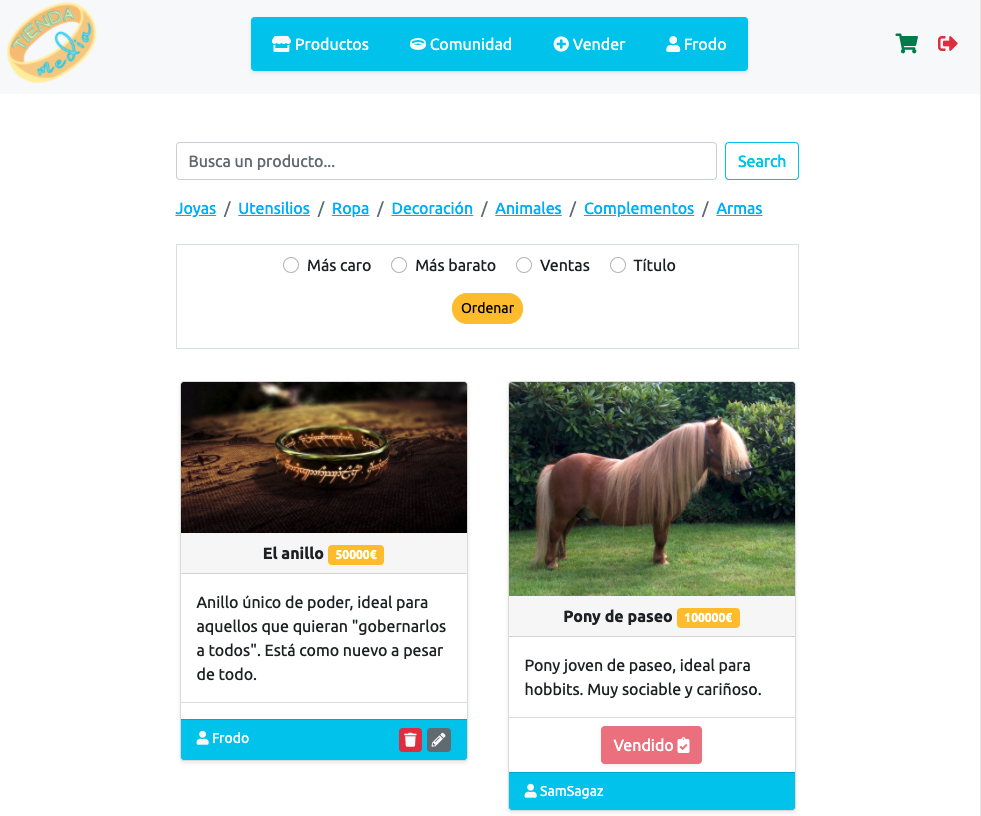 TIENDA
media
Productos
Comunidad
Vender
Frodo
Busca un producto...
Search
Joyas / Utensilios / Ropa / Decoración / Animales / Complementos / Armas
Más caro
Más barato
Ventas
Título
Ordenar
El anillo 50000€
Anillo único de poder, ideal para
aquellos que quieran "gobernarlos
a todos". Está como nuevo a pesar
de todo.
Frodo
Pony de paseo 100000€
Pony joven de paseo, ideal para
hobbits. Muy sociable y cariñoso.
Vendido
SamSagaz